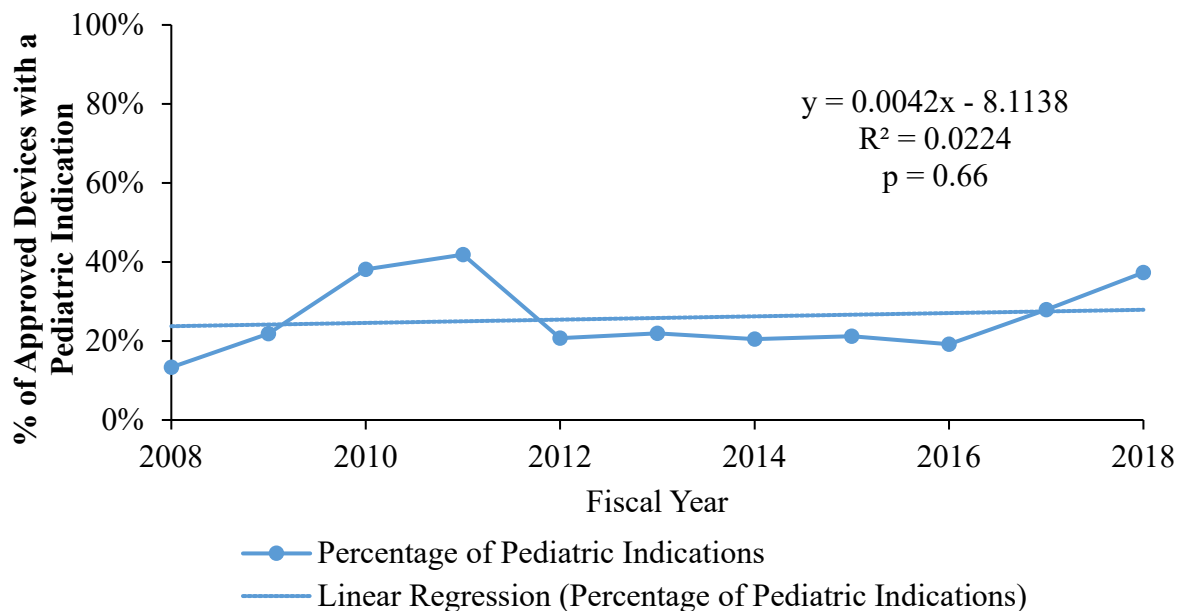 % of Approved Devices with a
Pediatric Indication
100%
80%
60%
40%
20%
0%
y = 0.0042x - 8.1138
R² = 0.0224
p = 0.66
2008 2010 2012 2014 2016 2018
Fiscal Year
Percentage of Pediatric Indications
Linear Regression (Percentage of Pediatric Indications)